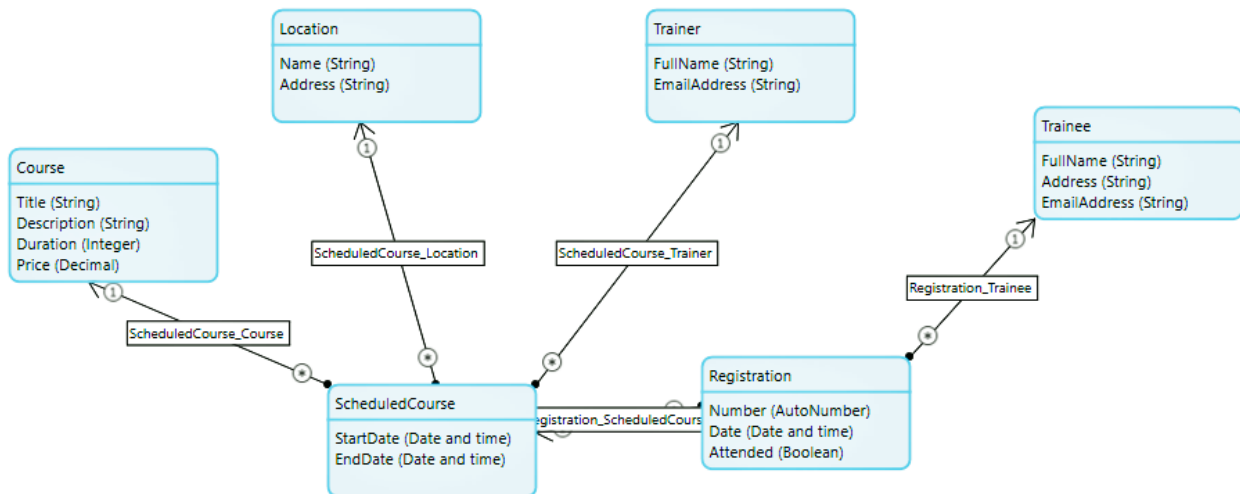 Location
Name (String)
Address (String)
Trainer
FullName (String)
EmailAddress (String)
Trainee
FullName (String)
Address (String)
EmailAddress (String)
Course
Title (String)
Description (String)
Duration (Integer)
Price (Decimal)
1
1
1
1
ScheduledCourse_Location
ScheduledCourse_Trainer
Registration_Trainee
ScheduledCourse_Course
*
*
*
*
ScheduledCourse
StartDate (Date and time)
EndDate (Date and time)
egistration_ScheduledCours
Registration
Number (AutoNumber)
Date (Date and time)
Attended (Boolean)